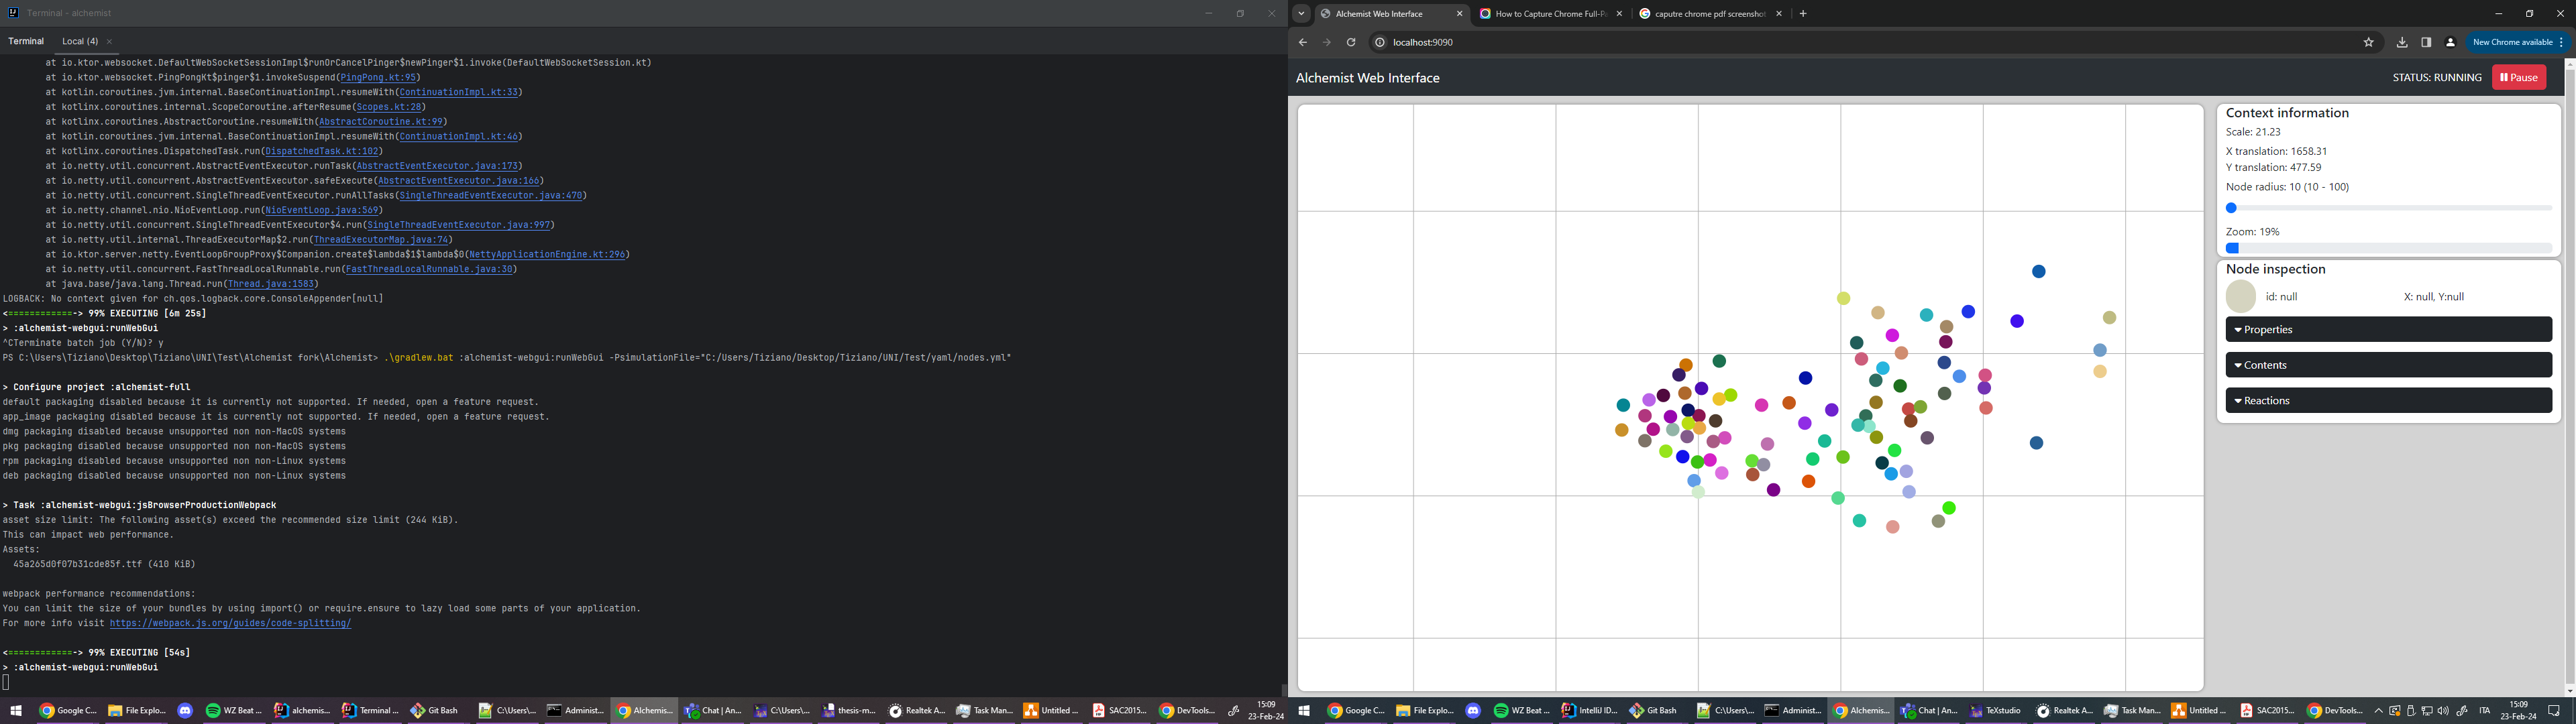 Terminal - alchemist
Terminal Local (4) ×
at io.ktor.websocket.DefaultWebSocketSessionImpl$runOrCancelPinger$newPinger$1.invoke(DefaultWebSocketSession.kt)
at io.ktor.websocket.PingPongKt$pinger$1.invokeSuspend(PingPong.kt:95)
at kotlin.coroutines.jvm.internal.BaseContinuationImpl.resumeWith(ContinuationImpl.kt:33)
at kotlinx.coroutines.internal.ScopeCoroutine.afterResume(Scopes.kt:28)
at kotlinx.coroutines.AbstractCoroutine.resumeWith(AbstractCoroutine.kt:99)
at kotlin.coroutines.jvm.internal.BaseContinuationImpl.resumeWith(ContinuationImpl.kt:46)
at kotlinx.coroutines.DispatchedTask.run(DispatchedTask.kt:102)
at io.netty.util.concurrent.AbstractEventExecutor.runTask(AbstractEventExecutor.java:173)
at io.netty.util.concurrent.AbstractEventExecutor.safeExecute(AbstractEventExecutor.java:166)
at io.netty.util.concurrent.SingleThreadEventExecutor.runAllTasks(SingleThreadEventExecutor.java:470)
at io.netty.channel.nio.NioEventLoop.run(NioEventLoop.java:569)
at io.netty.util.concurrent.SingleThreadEventExecutor$4.run(SingleThreadEventExecutor.java:997)
at io.netty.util.internal.ThreadExecutorMap$2.run(ThreadExecutorMap.java:74)
at io.ktor.server.netty.EventLoopGroupProxy$Companion.create$lambda$1$lambda$0(NettyApplicationEngine.kt:296)
at io.netty.util.concurrent.FastThreadLocalRunnable.run(FastThreadLocalRunnable.java:30)
at java.base/java.lang.Thread.run(Thread.java:1583)
LOGBACK: No context given for ch.qos.logback.core.ConsoleAppender[null]
<============-> 99% EXECUTING [6m 25s]
> :alchemist-webgui:runWebGui
^CTerminate batch job (Y/N)? y
PS C:\Users\Tiziano\Desktop\Tiziano\UNI\Test\Alchemist fork\Alchemist> .\gradlew.bat :alchemist-webgui:runWebGui -PsimulationFile="C:/Users/Tiziano/Desktop/Tiziano/UNI/Test/yaml/nodes.yml"
> Configure project :alchemist-full
default packaging disabled because it is currently not supported. If needed, open a feature request.
app_image packaging disabled because it is currently not supported. If needed, open a feature request.
dmg packaging disabled because unsupported non non-MacOS systems
pkg packaging disabled because unsupported non non-MacOS systems
rpm packaging disabled because unsupported non non-Linux systems
deb packaging disabled because unsupported non non-Linux systems
> Task :alchemist-webgui:jsBrowserProductionWebpack
asset size limit: The following asset(s) exceed the recommended size limit (244 KiB).
This can impact web performance.
Assets:
45a265d0f07b31cde85f.ttf (410 KiB)
webpack performance recommendations:
You can limit the size of your bundles by using import() or require.ensure to lazy load some parts of your application.
For more info visit https://webpack.js.org/guides/code-splitting/
<============-> 99% EXECUTING [54s]
> :alchemist-webgui:runWebGui
Google C... File Explo... WZ Beat ... alchemis... Terminal ... Git Bash C:\Users\... Administ... Alchemis... Chat | An... C:\Users\... thesis-m... Realtek A... Task Man... Untitled ... SAC2015... DevTools... 15:09
23-Feb-24
Alchemist Web Interface × How to Capture Chrome Full-P × caputre chrome pdf screenshot × +
localhost:9090 New Chrome available
Alchemist Web Interface STATUS: RUNNING Pause
Context information
Scale: 21.23
X translation: 1658.31
Y translation: 477.59
Node radius: 10 (10 - 100)
Zoom: 19%
Node inspection
id: null X: null, Y:null
Properties
Contents
Reactions
Google C... File Explo... WZ Beat ... IntelliJ ID... Git Bash C:\Users\... Administ... Alchemis... Chat | An... TeXstudio Realtek A... Task Man... Untitled ... SAC2015... DevTools... ITA 15:09
23-Feb-24